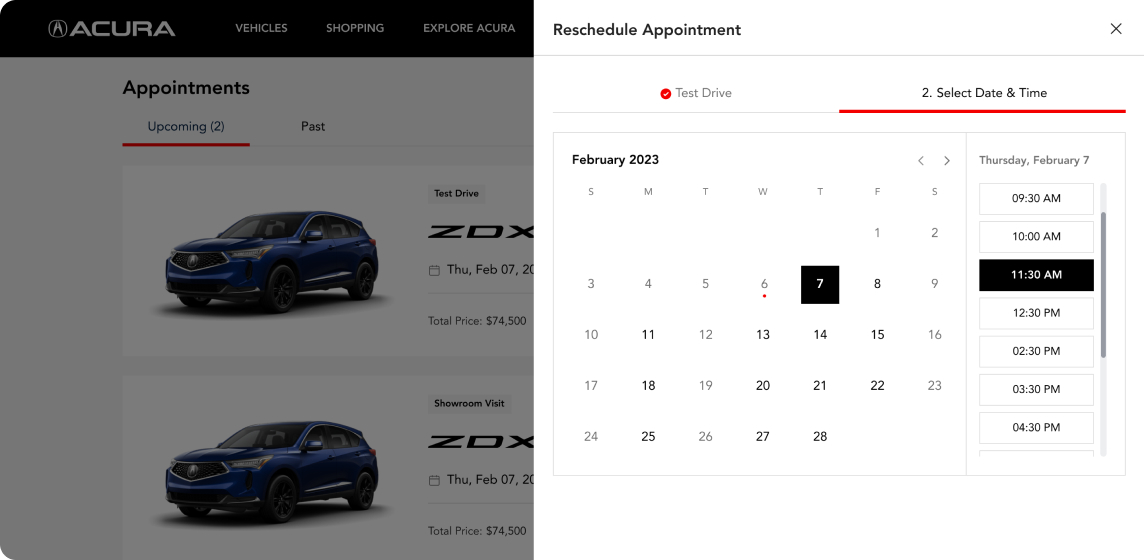 ACURA
VEHICLES
SHOPPING
EXPLORE ACURA
Appointments
Upcoming (2)
Past
Test Drive
ZDX
Thu, Feb 07, 20
Total Price: $74,500
Showroom Visit
ZDX
Thu, Feb 07, 20
Total Price: $74,500
Reschedule Appointment
Test Drive
2. Select Date & Time
February 2023
S M T W T F S
1 2
3 4 5 6 7 8 9
10 11 12 13 14 15 16
17 18 19 20 21 22 23
24 25 26 27 28
Thursday, February 7
09:30 AM
10:00 AM
11:30 AM
12:30 PM
02:30 PM
03:30 PM
04:30 PM